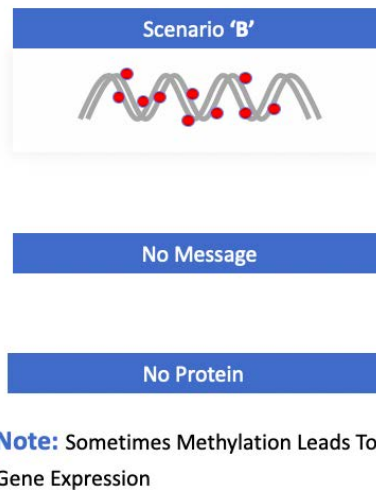 Scenario ‘B’
No Message
No Protein
Note: Sometimes Methylation Leads To
Gene Expression